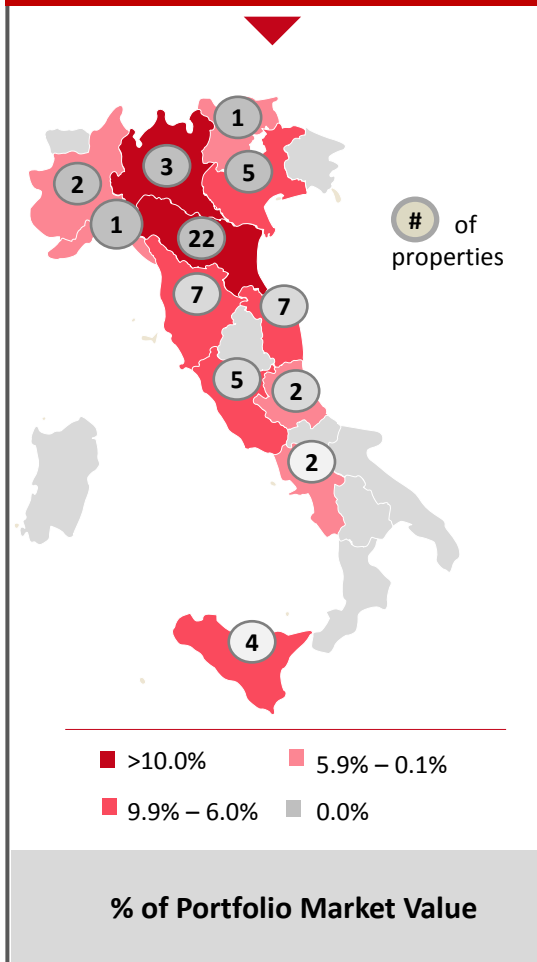 1
3
5
2
1
22
# of
properties
7
7
5
2
2
4
>10.0%
5.9% – 0.1%
9.9% – 6.0%
0.0%
% of Portfolio Market Value